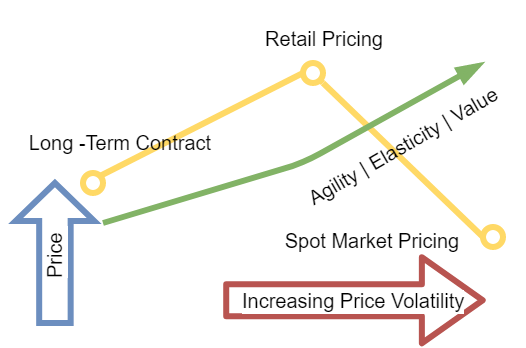 Retail Pricing
Long -Term Contract
Agility | Elasticity | Value
Price
Spot Market Pricing
Increasing Price Volatility